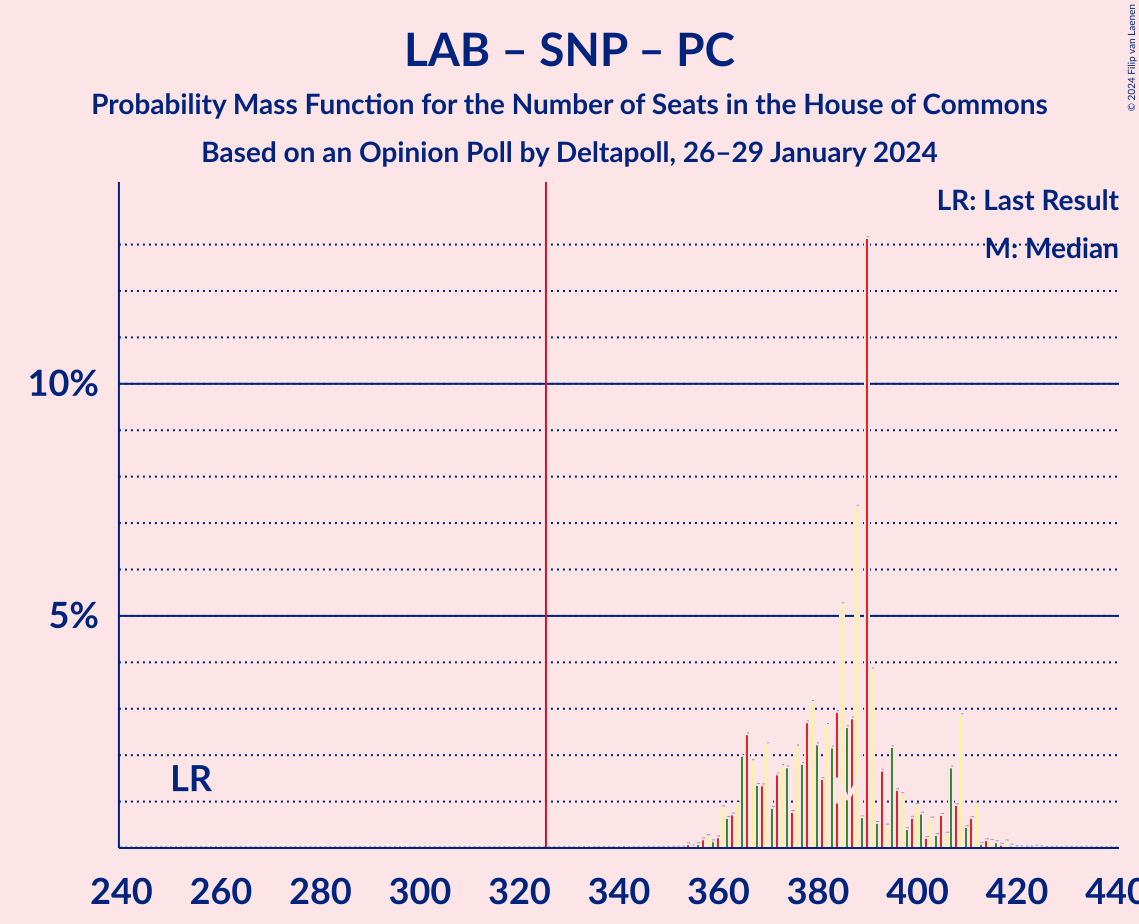 LAB – SNP – PC
Probability Mass Function for the Number of Seats in the House of Commons
Based on an Opinion Poll by Deltapoll, 26–29 January 2024
© 2024 Filip van Laenen
LR: Last Result
M: Median
10%
5%
LR
M
240 260 280 300 320 340 360 380 400 420 440